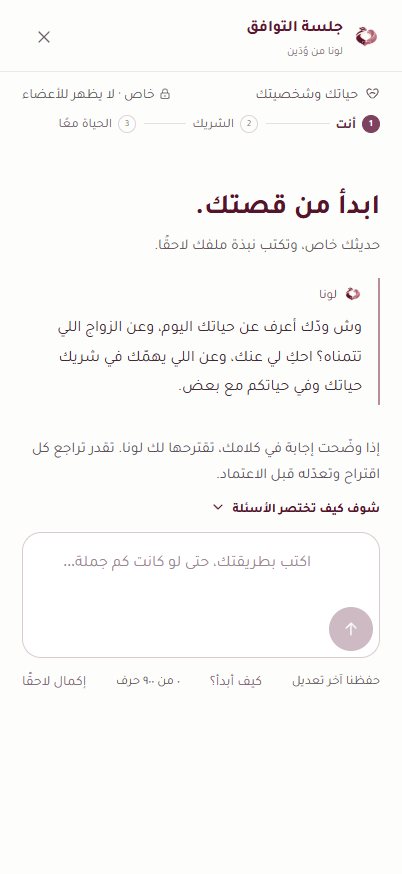 جلسة التوافق
لونا من وُدّين
حياتك وشخصيتك
خاص · لا يظهر للأعضاء
1 أنت
2 الشريك
3 الحياة معًا
ابدأ من قصتك.
حديثك خاص، وتكتب نبذة ملفك لاحقًا.
لونا
وش ودّك أعرف عن حياتك اليوم، وعن الزواج اللي
تتمناه؟ احكِ لي عنك، وعن اللي يهمّك في شريك
حياتك وفي حياتكم مع بعض.
إذا وضّحت إجابة في كلامك، تقترحها لك لونا. تقدر تراجع كل
اقتراح وتعدّله قبل الاعتماد.
شوف كيف تختصر الأسئلة
اكتب بطريقتك، حتى لو كانت كم جملة...
حفظنا آخر تعديل
كيف أبدأ؟
٠ من ٩٠٠ حرف
إكمال لاحقًا